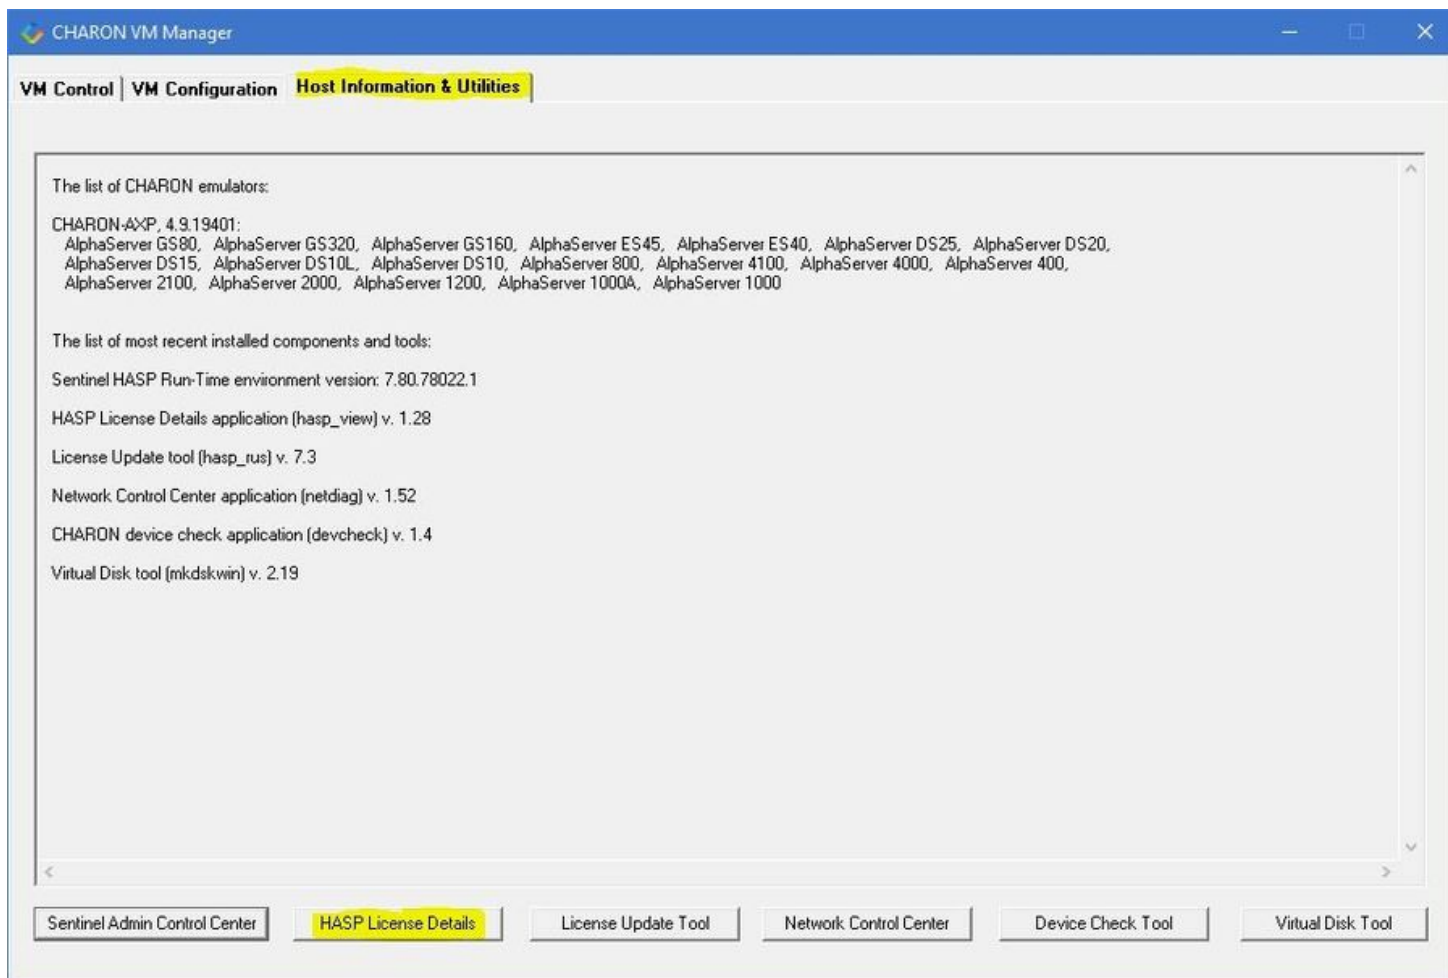 CHARON VM Manager
VM Control | VM Configuration Host Information & Utilities
The list of CHARON emulators:
CHARON-AXP, 4.9.19401:
AlphaServer GS80, AlphaServer GS320, AlphaServer GS160, AlphaServer ES45, AlphaServer ES40, AlphaServer DS25, AlphaServer DS20,
AlphaServer DS15, AlphaServer DS10L, AlphaServer DS10, AlphaServer 800, AlphaServer 4100, AlphaServer 4000, AlphaServer 400,
AlphaServer 2100, AlphaServer 2000, AlphaServer 1200, AlphaServer 1000A, AlphaServer 1000
The list of most recent installed components and tools:
Sentinel HASP Run-Time environment version: 7.80.78022.1
HASP License Details application (hasp_view) v. 1.28
License Update tool (hasp_rus) v. 7.3
Network Control Center application (netdiag) v. 1.52
CHARON device check application (devcheck) v. 1.4
Virtual Disk tool (mkdskwin) v. 2.19
Sentinel Admin Control Center HASP License Details License Update Tool Network Control Center Device Check Tool Virtual Disk Tool